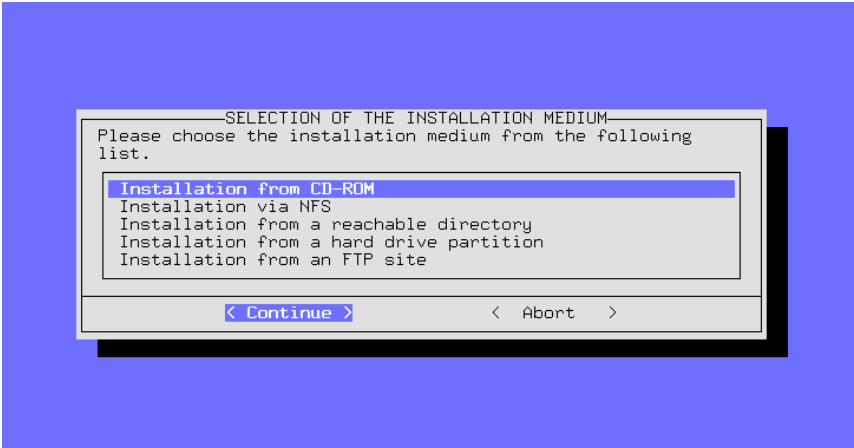 SELECTION OF THE INSTALLATION MEDIUM
Please choose the installation medium from the following
list.
Installation from CD-ROM
Installation via NFS
Installation from a reachable directory
Installation from a hard drive partition
Installation from an FTP site
< Continue > < Abort >